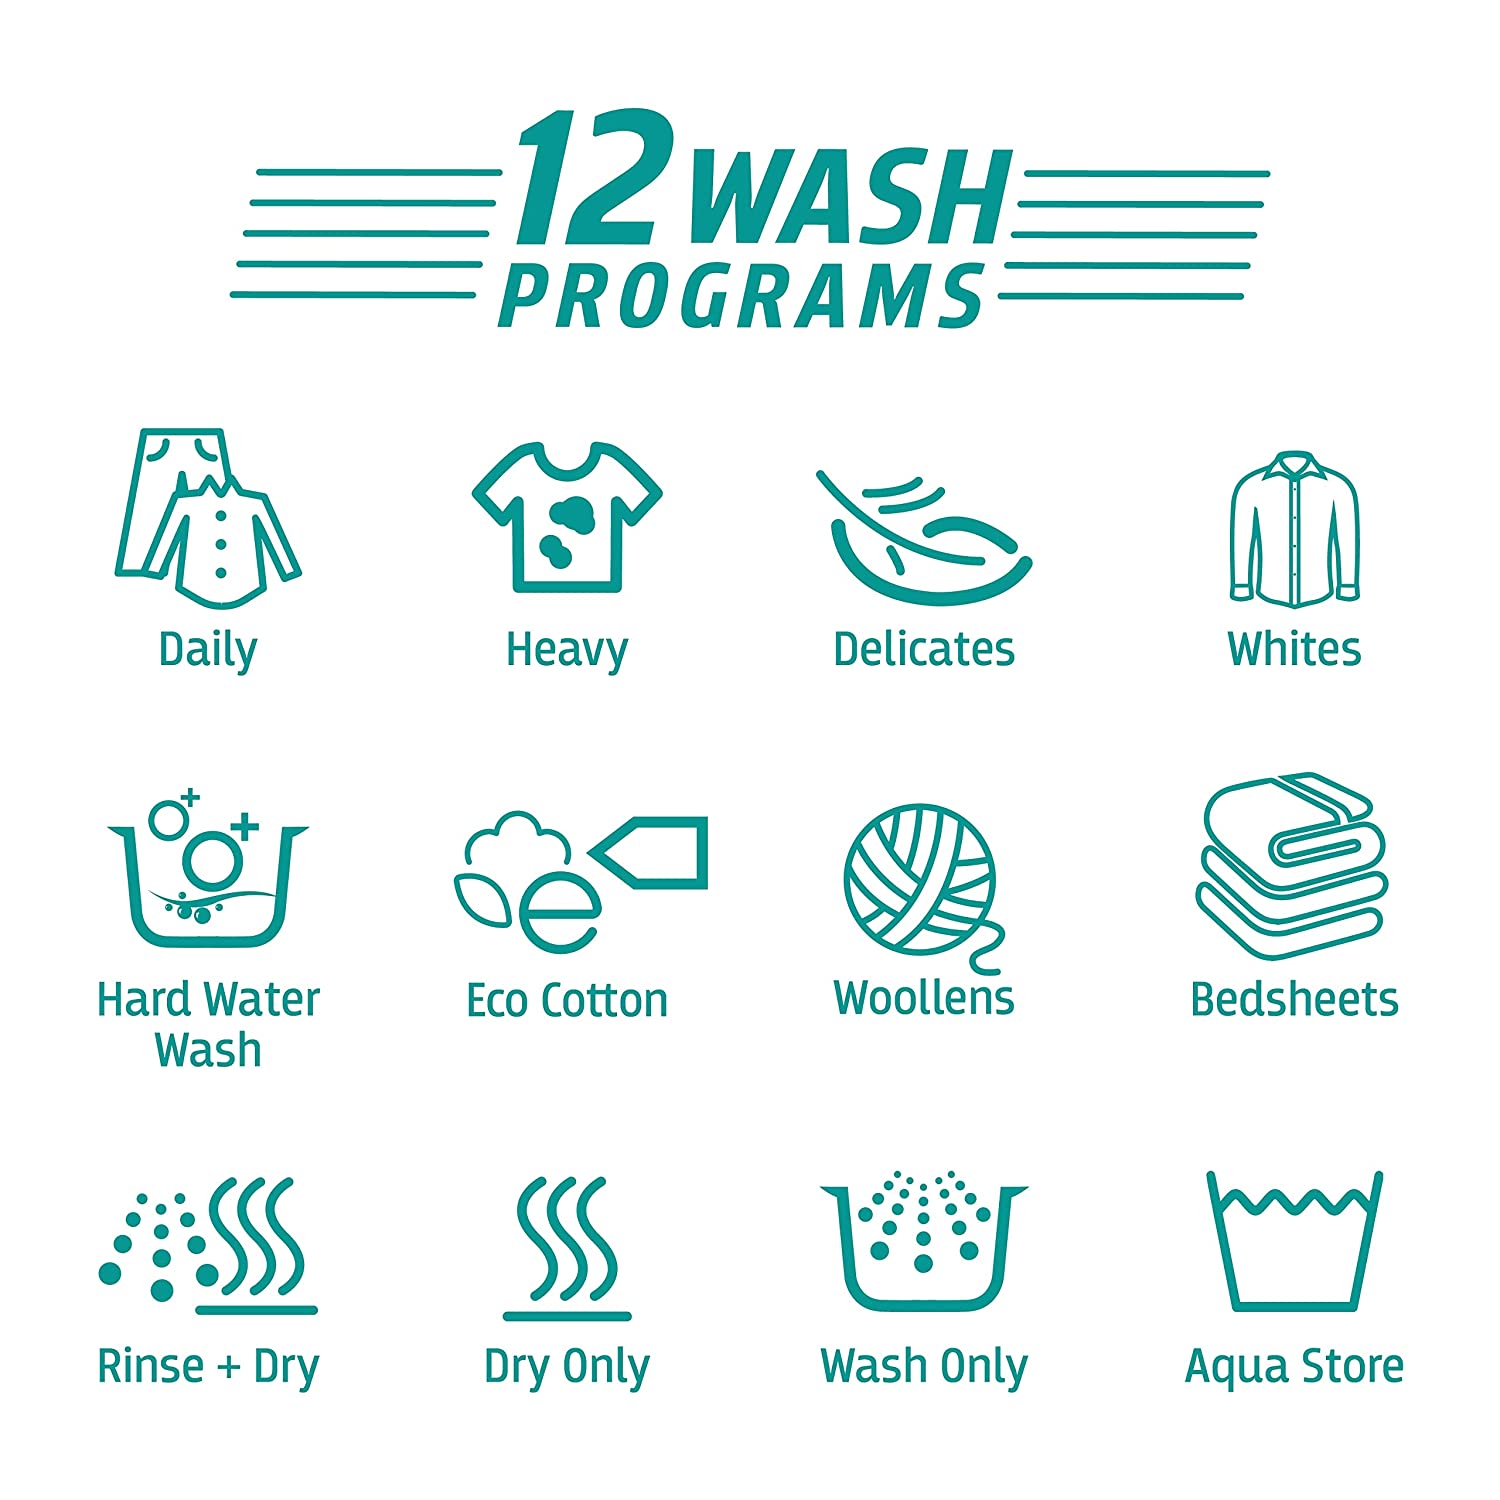 12 WASH
PROGRAMS
Daily
Heavy
Delicates
Whites
Hard Water
Wash
Eco Cotton
Woollens
Bedsheets
Rinse + Dry
Dry Only
Wash Only
Aqua Store